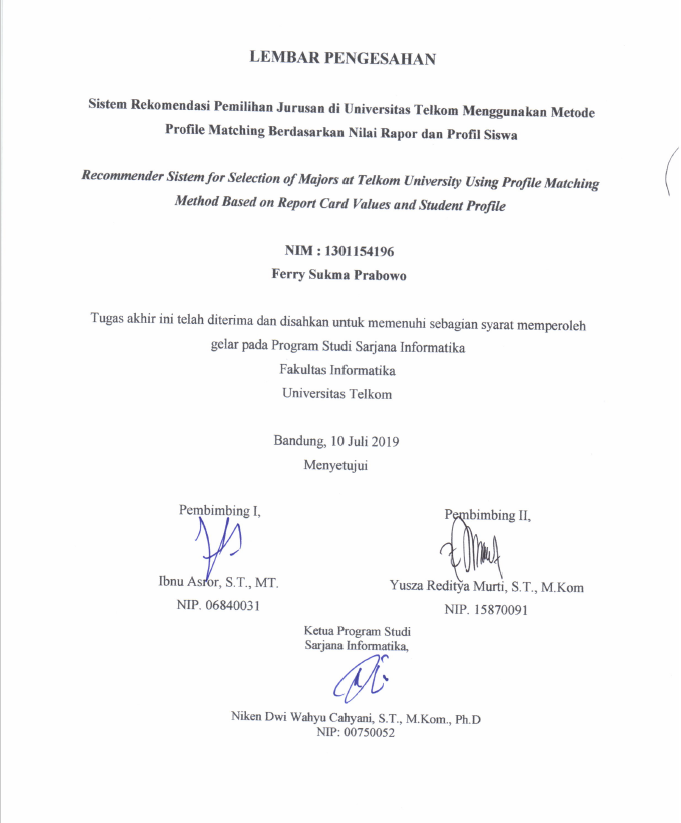 LEMBAR PENGESAHAN
Sistem Rekomendasi Pemilihan Jurusan di Universitas Telkom Menggunakan Metode
Profile Matching Berdasarkan Nilai Rapor dan Profil Siswa
Recommender Sistem for Selection of Majors at Telkom University Using Profile Matching
Method Based on Report Card Values and Student Profile
NIM : 1301154196
Ferry Sukma Prabowo
Tugas akhir ini telah diterima dan disahkan untuk memenuhi sebagian syarat memperoleh
gelar pada Program Studi Sarjana Informatika
Fakultas Informatika
Universitas Telkom
Bandung, 10 Juli 2019
Menyetujui
Pembimbing I,
Ibnu Asror, S.T., MT.
NIP. 06840031
Pembimbing II,
Yusza Reditya Murti, S.T., M.Kom
NIP. 15870091
Ketua Program Studi
Sarjana Informatika,
Niken Dwi Wahyu Cahyani, S.T., M.Kom., Ph.D
NIP: 00750052